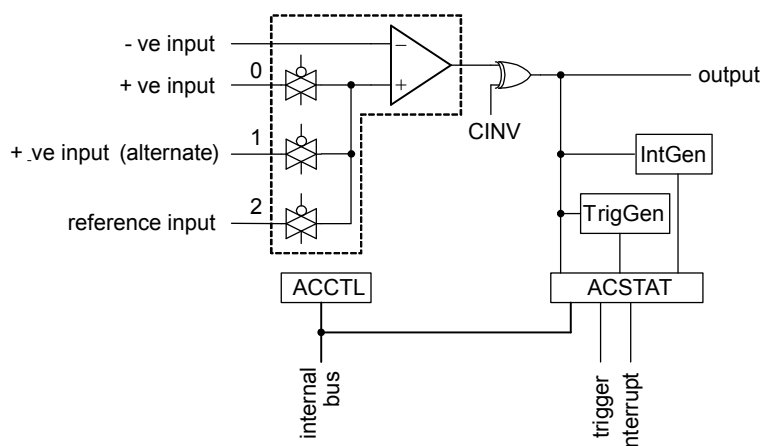 - ve input
0
+ ve input
output
CINV
1
+ ve input (alternate)
IntGen
2
reference input
TrigGen
ACCTL
ACSTAT
internal
bus
trigger
nterrupt